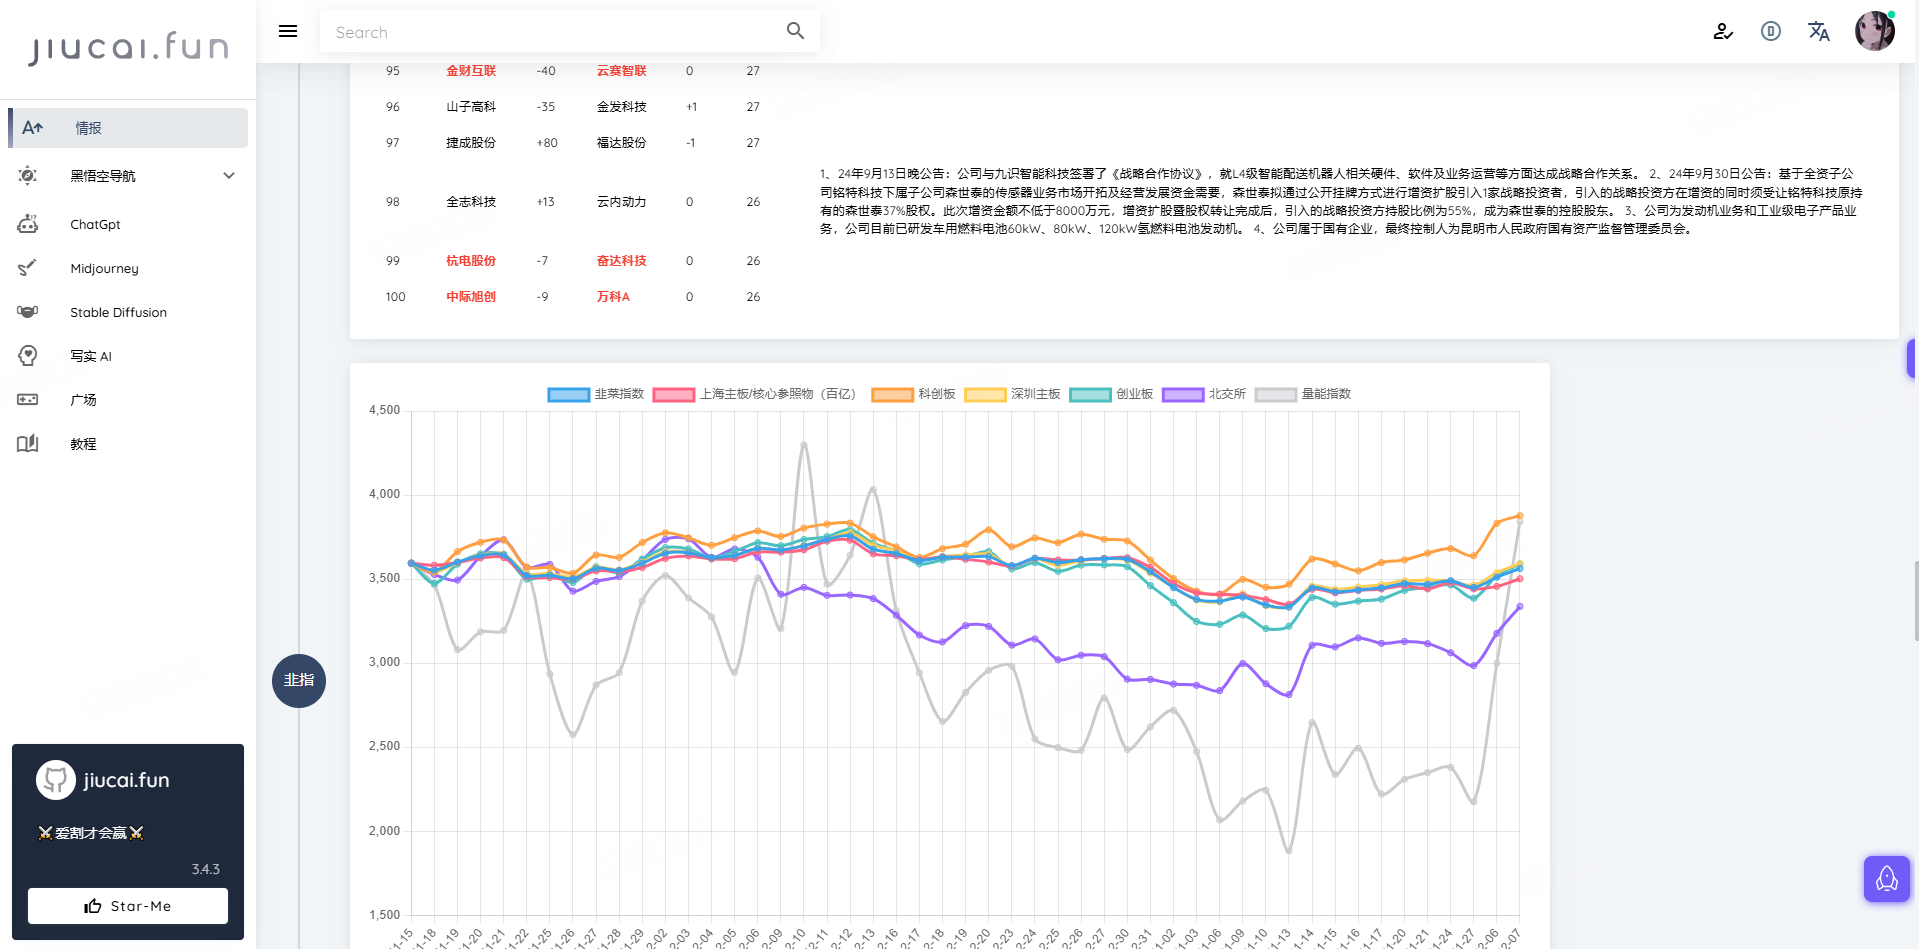 jiucai.fun
Search
情报
黑悟空导航
ChatGpt
Midjourney
Stable Diffusion
写实 AI
广场
教程
jiucai.fun
爱割才会赢
3.4.3
Star-Me
95 金财互联 -40 云赛智联 0 27
96 山子高科 -35 金发科技 +1 27
97 捷成股份 +80 福达股份 -1 27
98 全志科技 +13 云内动力 0 26
1、24年9月13日晚公告：公司与九识智能科技签署了《战略合作协议》，就L4级智能配送机器人相关硬件、软件及业务运营等方面达成战略合作关系。 2、24年9月30日公告：基于全资子公
司铭特科技下属子公司森世泰的传感器业务市场开拓及经营发展资金需要，森世泰拟通过公开挂牌方式进行增资扩股引入1家战略投资者，引入的战略投资方在增资的同时须受让铭特科技原持
有的森世泰37%股权。此次增资金额不低于8000万元，增资扩股暨股权转让完成后，引入的战略投资方持股比例为55%，成为森世泰的控股股东。 3、公司为发动机业务和工业级电子产品业
务，公司目前已研发车用燃料电池60kW、80kW、120kW氢燃料电池发动机。 4、公司属于国有企业，最终控制人为昆明市人民政府国有资产监督管理委员会。
99 杭电股份 -7 奋达科技 0 26
100 中际旭创 -9 万科A 0 26
韭指
韭菜指数 上海主板/核心参照物（百亿） 科创板 深圳主板 创业板 北交所 量能指数
4,500
4,000
3,500
3,000
2,500
2,000
1,500